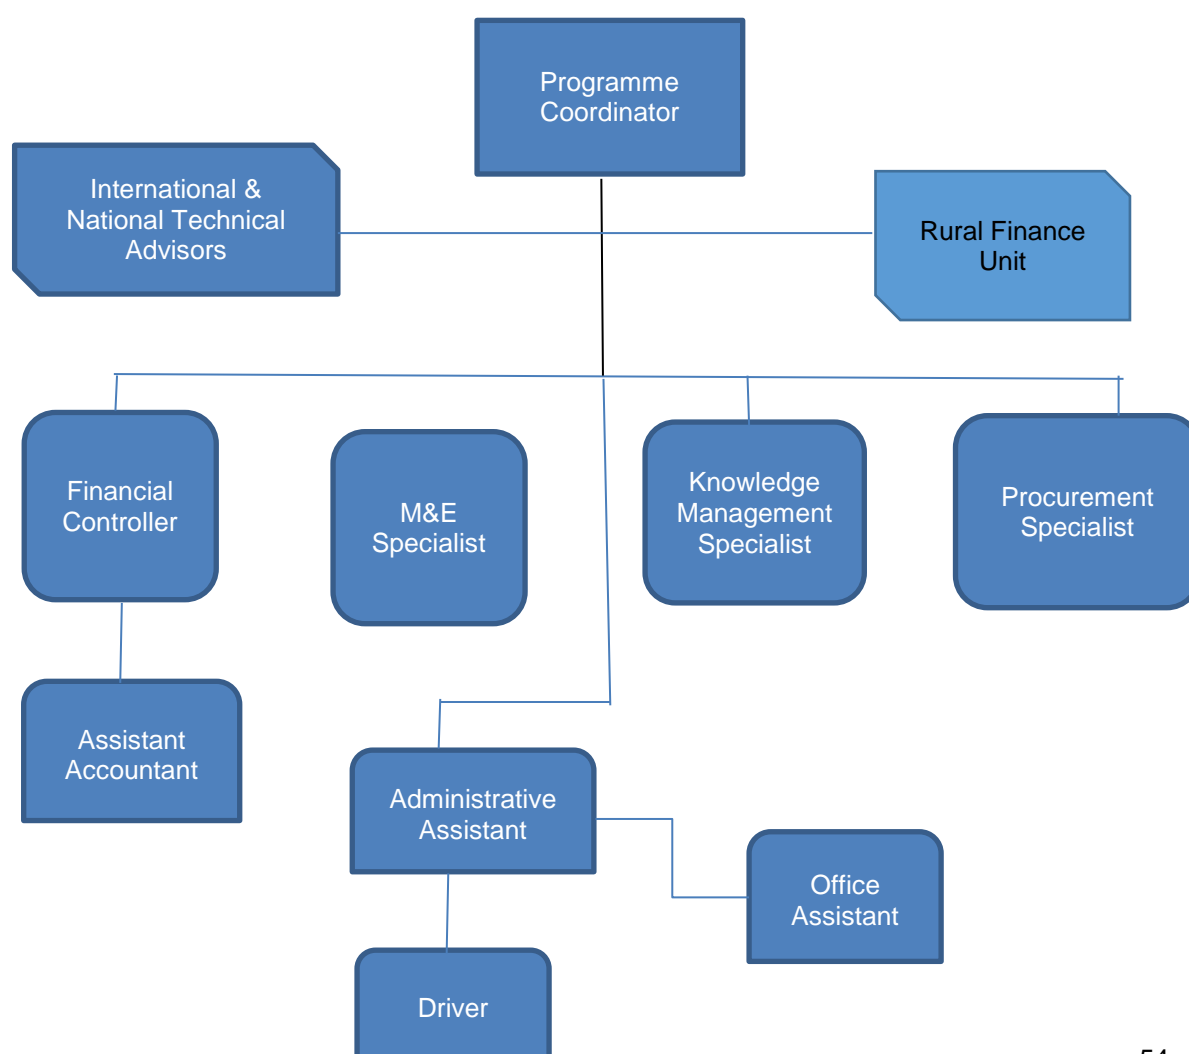 Programme
Coordinator
International &
National Technical
Advisors
Rural Finance
Unit
Financial
Controller
M&E
Specialist
Knowledge
Management
Specialist
Procurement
Specialist
Assistant
Accountant
Administrative
Assistant
Office
Assistant
Driver